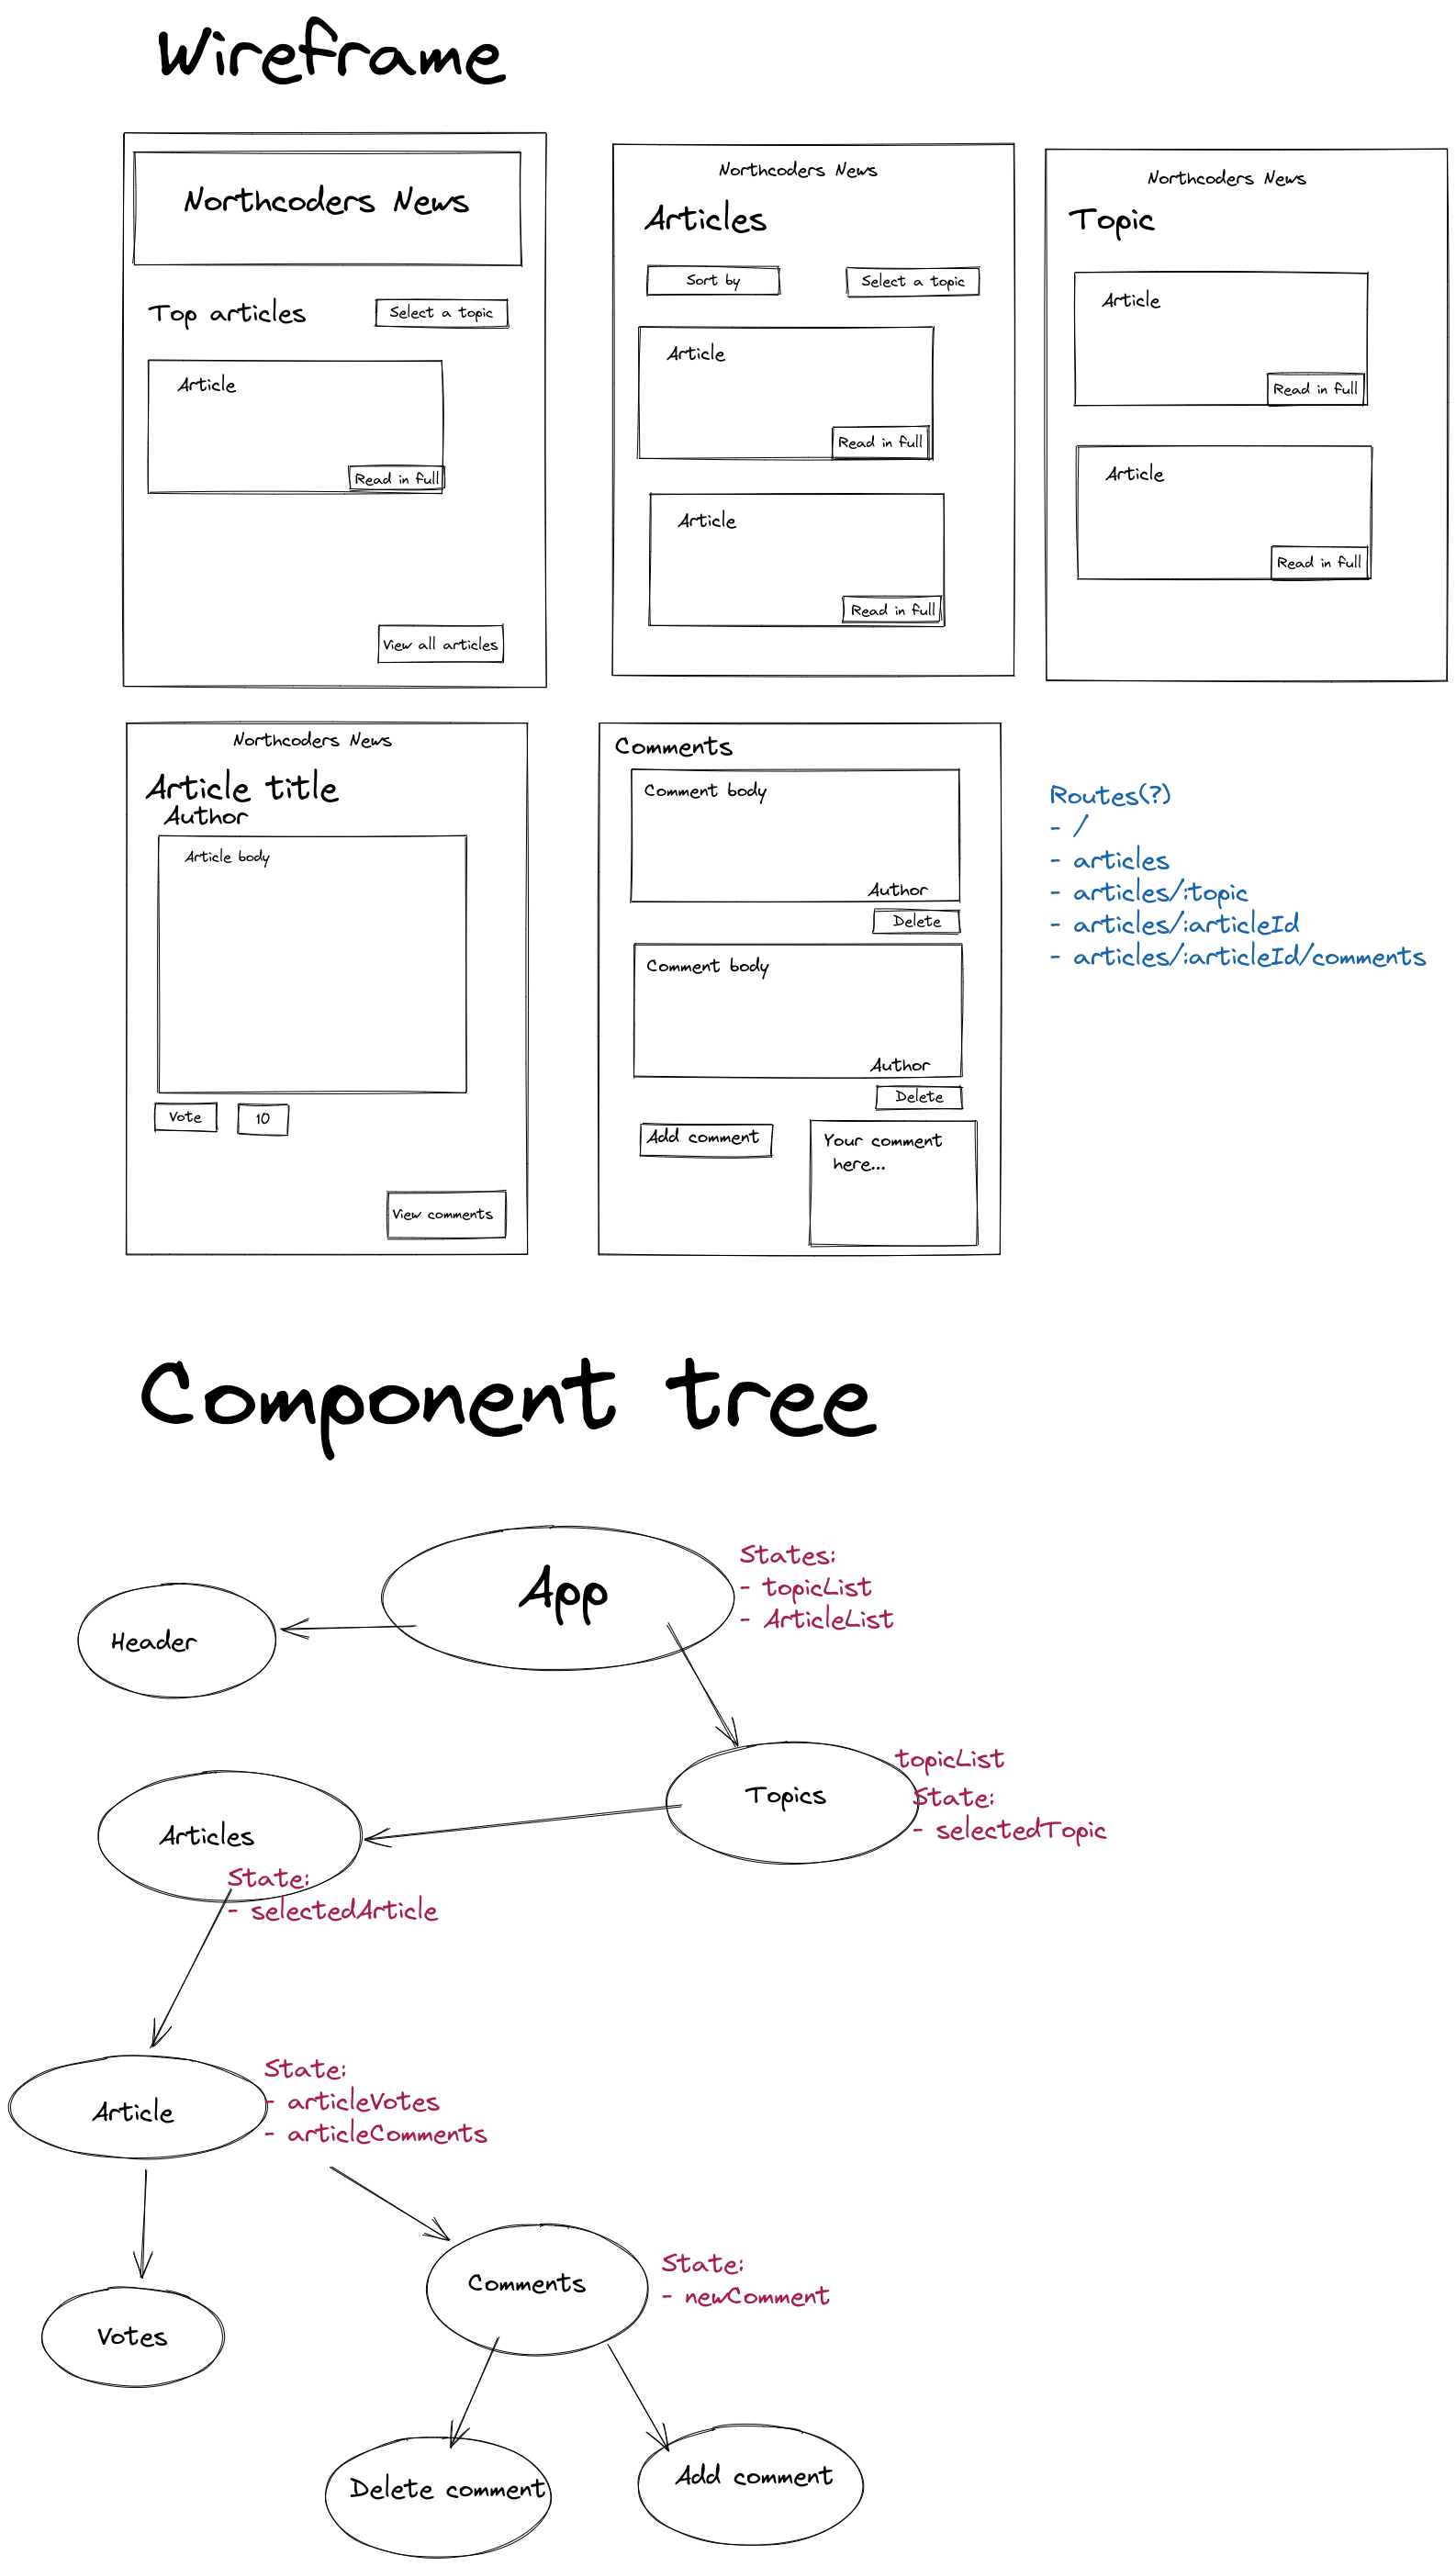 Wireframe
Northcoders News
Top articles
Select a topic
Article
Read in full
View all articles
Northcoders News
Articles
Sort by
Select a topic
Article
Read in full
Article
Read in full
Northcoders News
Topic
Article
Read in full
Article
Read in full
Northcoders News
Article title
Author
Article body
Vote
10
View comments
Comments
Comment body
Author
Delete
Comment body
Author
Delete
Add comment
Your comment
here...
Routes(?)
- /
- articles
- articles/:topic
- articles/:articleId
- articles/:articleId/comments
Component tree
App
States:
- topicList
- ArticleList
Header
Topics
topicList
State:
- selectedTopic
Articles
State:
- selectedArticle
Article
State:
- articleVotes
- articleComments
Votes
Comments
State:
- newComment
Delete comment
Add comment